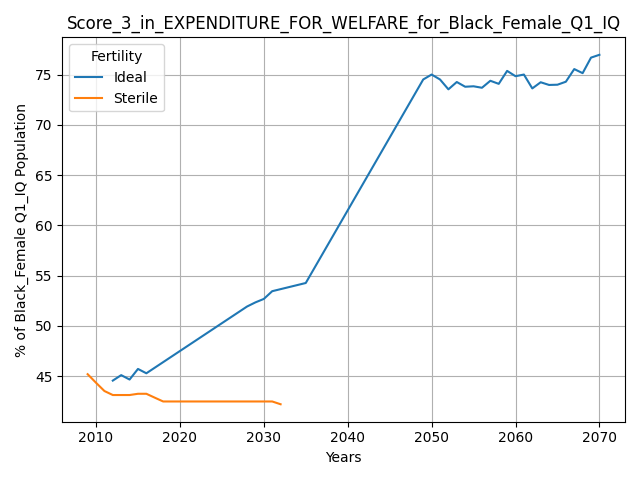 Score_3_in_EXPENDITURE_FOR_WELFARE_for_Black_Female_Q1_IQ
Fertility
Ideal
Sterile
% of Black_Female Q1_IQ Population
75
70
65
60
55
50
45
2010 2020 2030 2040 2050 2060 2070
Years